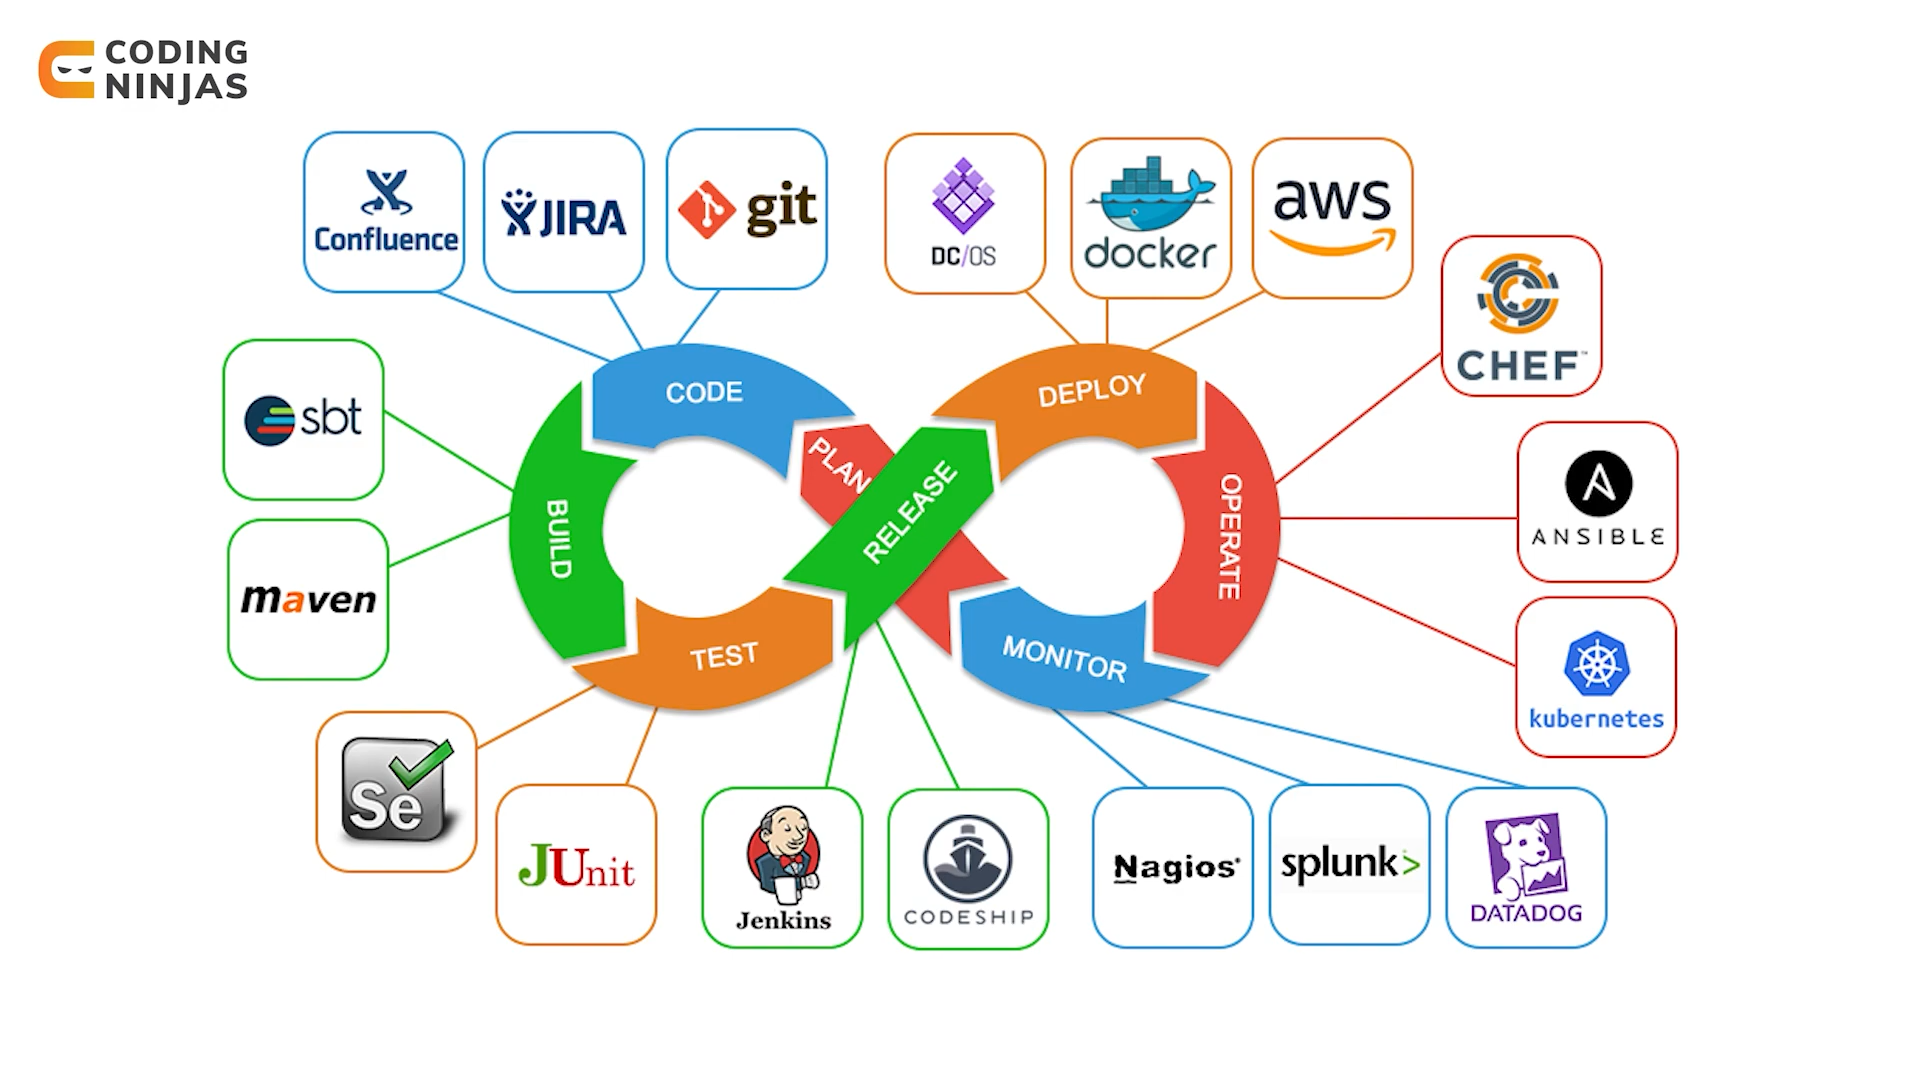 CODING
NINJAS
Confluence
JIRA
git
DC/OS
docker
aws
CHEF™
sbt
CODE
DEPLOY
PLAN
RELEASE
BUILD
OPERATE
ANSIBLE
maven
TEST
MONITOR
kubernetes
Se
JUnit
Jenkins
CODESHIP
Nagios®
splunk>
DATADOG